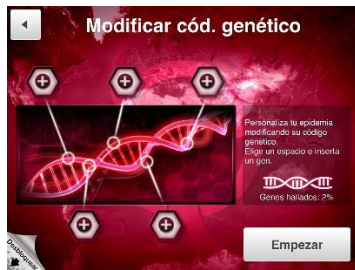 Modificar cód. genético
Personaliza tu epidemia
modificando su código
genético.
Elige un espacio e inserta
un gen.
Genes hallados: 2%
Desbloquear
Empezar